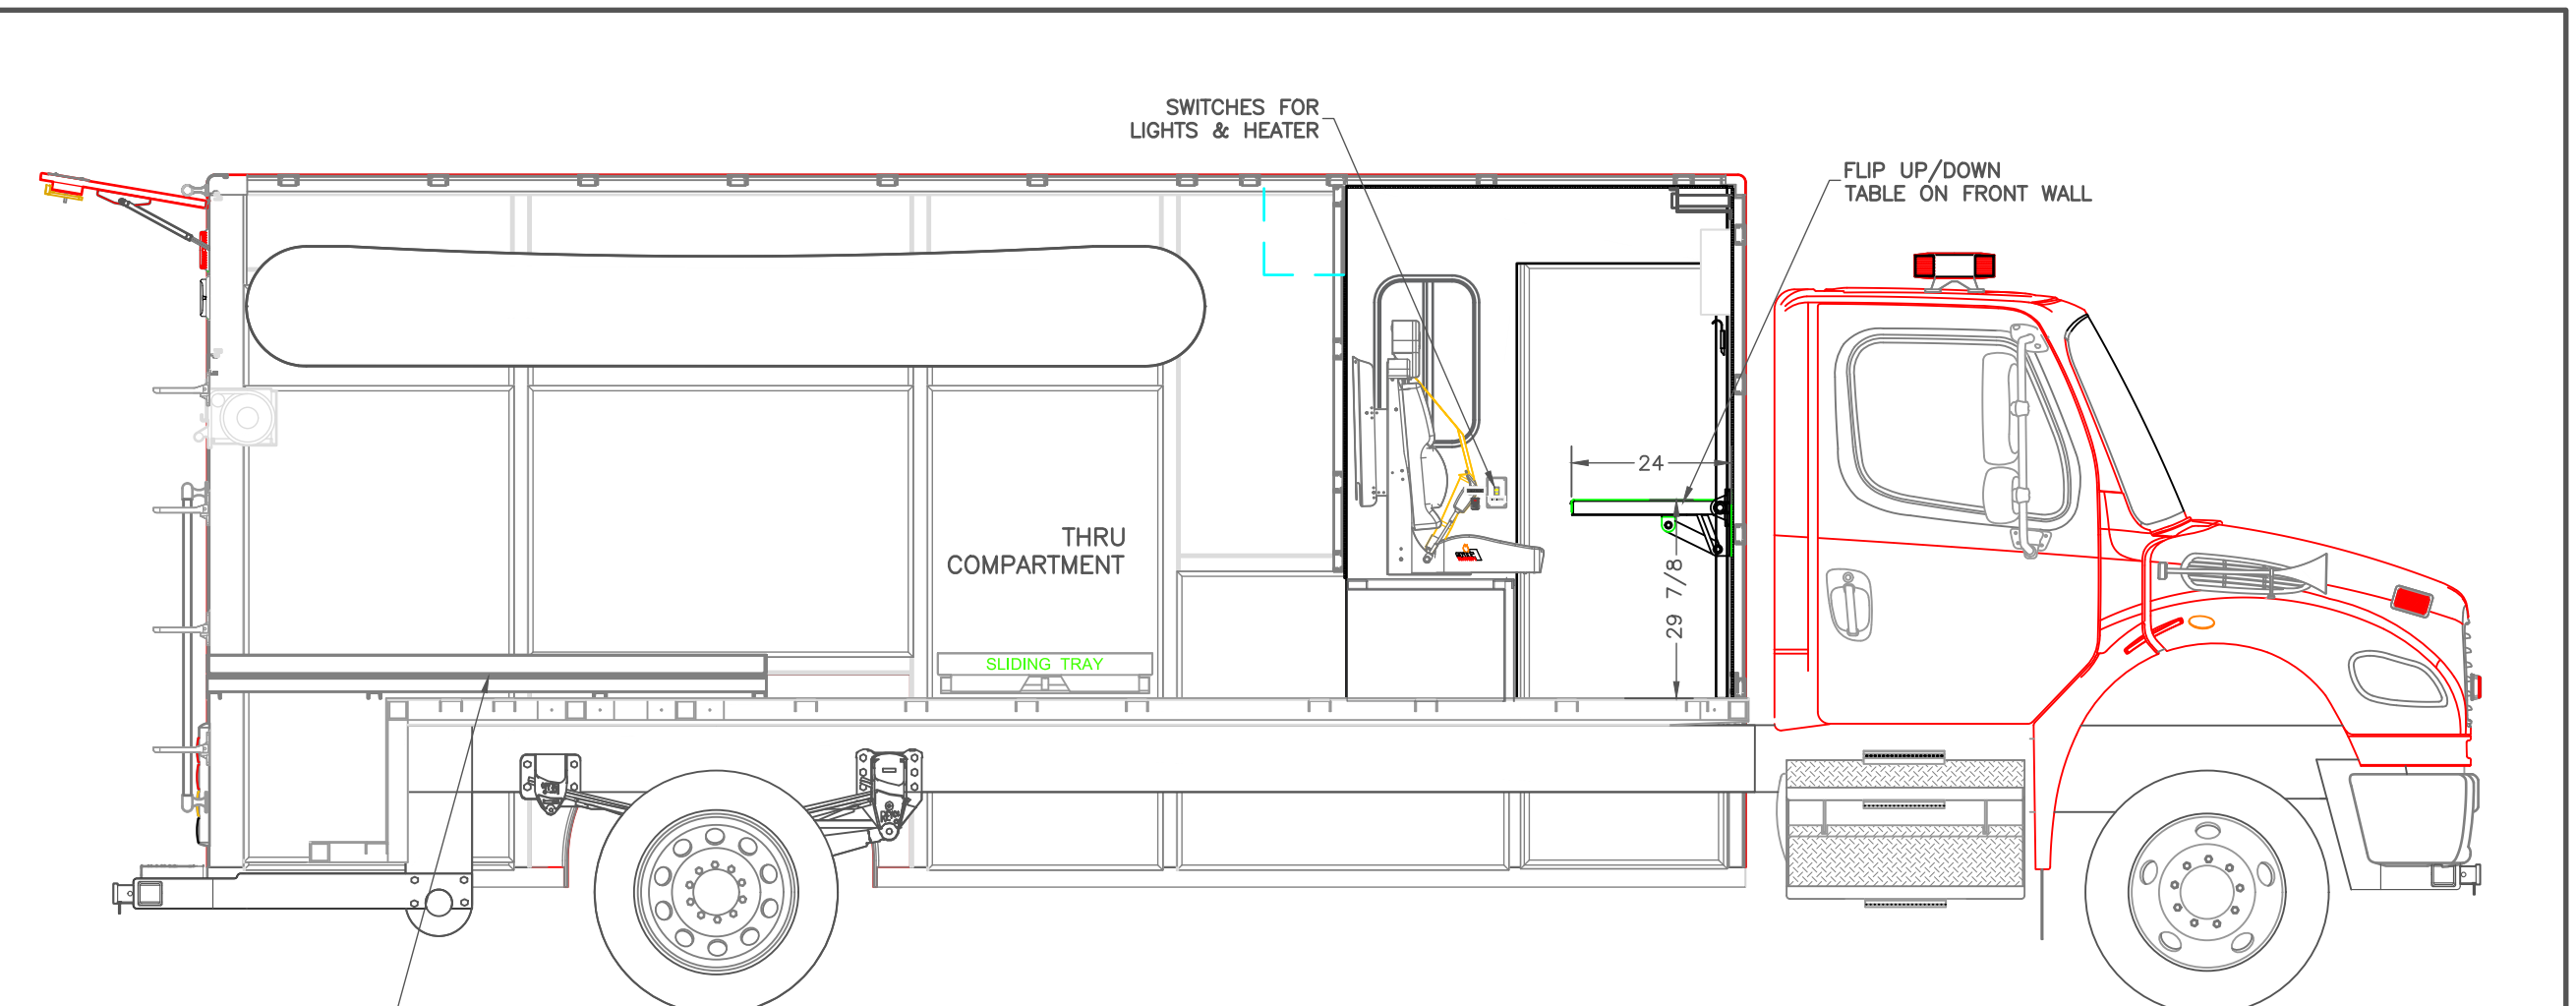 SWITCHES FOR
LIGHTS & HEATER
FLIP UP/DOWN
TABLE ON FRONT WALL
24
THRU
COMPARTMENT
29 7/8
SLIDING TRAY